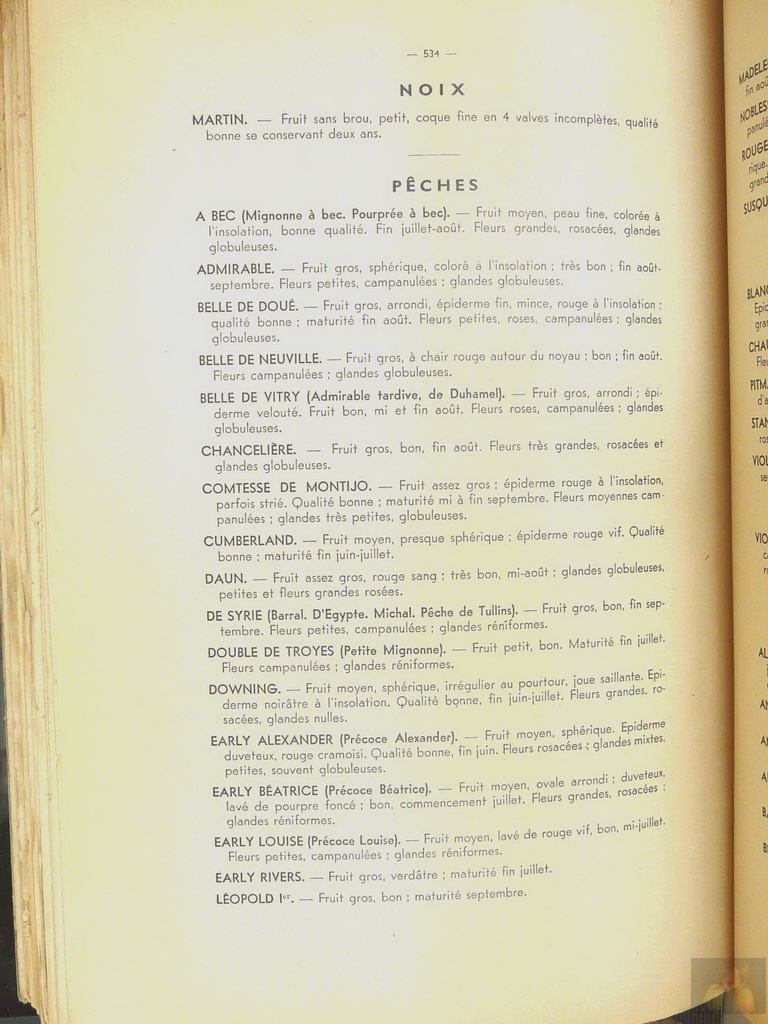 — 534 —
NOIX
MARTIN. — Fruit sans brou, petit, coque fine en 4 valves incomplètes, qualité
bonne se conservant deux ans.
PÊCHES
A BEC (Mignonne à bec. Pourprée à bec). — Fruit moyen, peau fine, colorée à
l'insolation, bonne qualité. Fin juillet-août. Fleurs grandes, rosacées, glandes
globuleuses.
ADMIRABLE. — Fruit gros, sphérique, coloré à l'insolation ; très bon ; fin août-
septembre. Fleurs petites, campanulées ; glandes globuleuses.
BELLE DE DOUÉ. — Fruit gros, arrondi, épiderme fin, mince, rouge à l'insolation ;
qualité bonne ; maturité fin août. Fleurs petites, roses, campanulées ; glandes
globuleuses.
BELLE DE NEUVILLE. — Fruit gros, à chair rouge autour du noyau ; bon ; fin août.
Fleurs campanulées ; glandes globuleuses.
BELLE DE VITRY (Admirable tardive, de Duhamel). — Fruit gros, arrondi ; épi-
derme velouté. Fruit bon, mi et fin août. Fleurs roses, campanulées ; glandes
globuleuses.
CHANCELIÈRE. — Fruit gros, bon, fin août. Fleurs très grandes, rosacées et
glandes globuleuses.
COMTESSE DE MONTIJO. — Fruit assez gros ; épiderme rouge à l'insolation,
parfois strié. Qualité bonne ; maturité mi à fin septembre. Fleurs moyennes cam-
panulées ; glandes très petites, globuleuses.
CUMBERLAND. — Fruit moyen, presque sphérique ; épiderme rouge vif. Qualité
bonne ; maturité fin juin-juillet.
DAUN. — Fruit assez gros, rouge sang ; très bon, mi-août ; glandes globuleuses,
petites et fleurs grandes rosées.
DE SYRIE (Barral. D'Egypte. Michal. Pêche de Tullins). — Fruit gros, bon, fin sep-
tembre. Fleurs petites, campanulées ; glandes réniformes.
DOUBLE DE TROYES (Petite Mignonne). — Fruit petit, bon. Maturité fin juillet.
Fleurs campanulées ; glandes réniformes.
DOWNING. — Fruit moyen, sphérique, irrégulier au pourtour, joue saillante. Epi-
derme noirâtre à l'insolation. Qualité bonne, fin juin-juillet. Fleurs grandes, ro-
sacées, glandes nulles.
EARLY ALEXANDER (Précoce Alexander). — Fruit moyen, sphérique. Epiderme
duveteux, rouge cramoisi. Qualité bonne, fin juin. Fleurs rosacées ; glandes mixtes,
petites, souvent globuleuses.
EARLY BÉATRICE (Précoce Béatrice). — Fruit moyen, ovale arrondi ; duveteux,
lavé de pourpre foncé ; bon, commencement juillet. Fleurs grandes, rosacées ;
glandes réniformes.
EARLY LOUISE (Précoce Louise). — Fruit moyen, lavé de rouge vif, bon, mi-juillet.
Fleurs petites, campanulées ; glandes réniformes.
EARLY RIVERS. — Fruit gros, verdâtre ; maturité fin juillet.
LÉOPOLD Ier. — Fruit gros, bon ; maturité septembre.